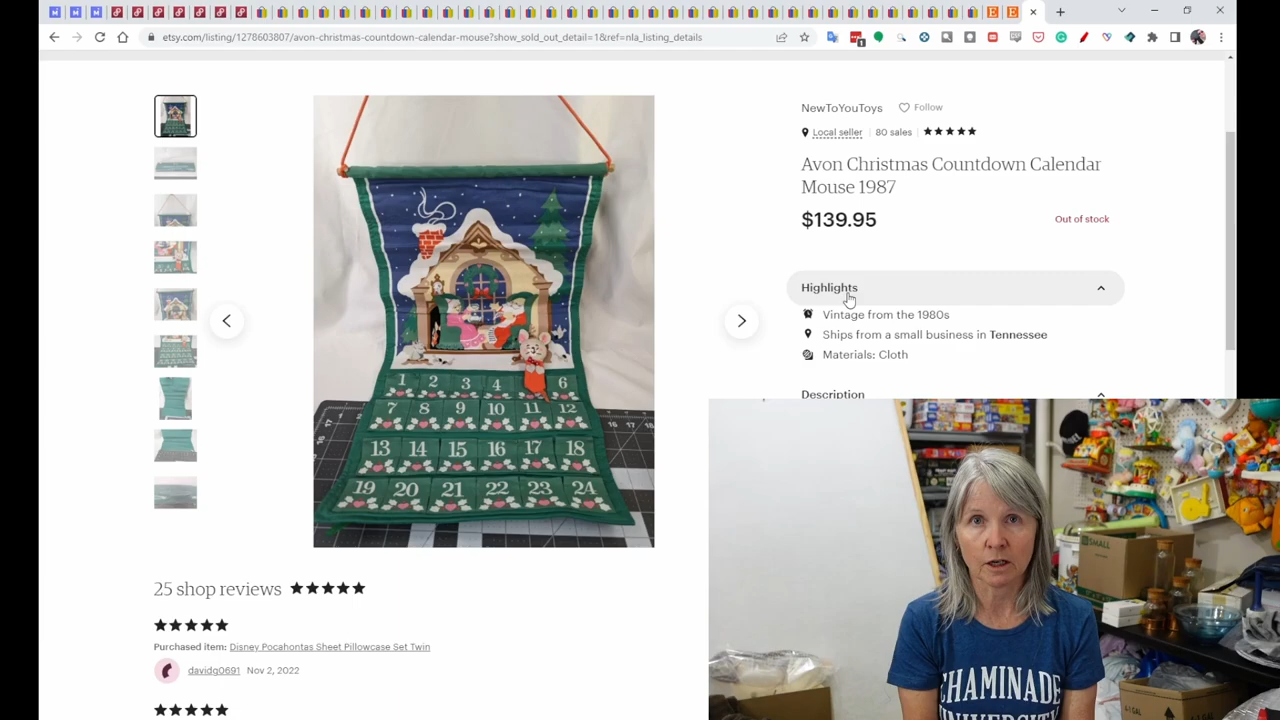 etsy.com/listing/1278603807/avon-christmas-countdown-calendar-mouse?show_sold_out_detail=1&ref=nla_listing_details
NewToYouToys Follow
Local seller 80 sales
Avon Christmas Countdown Calendar
Mouse 1987
$139.95
Out of stock
Highlights
Vintage from the 1980s
Ships from a small business in Tennessee
Materials: Cloth
Description
1 2 3 4 6
7 8 9 10 11 12
13 14 15 16 17 18
19 20 21 22 23 24
25 shop reviews
Purchased item: Disney Pocahontas Sheet Pillowcase Set Twin
davidg0691 Nov 2, 2022
SMALL
CHAMINADE
UNIVERSITY